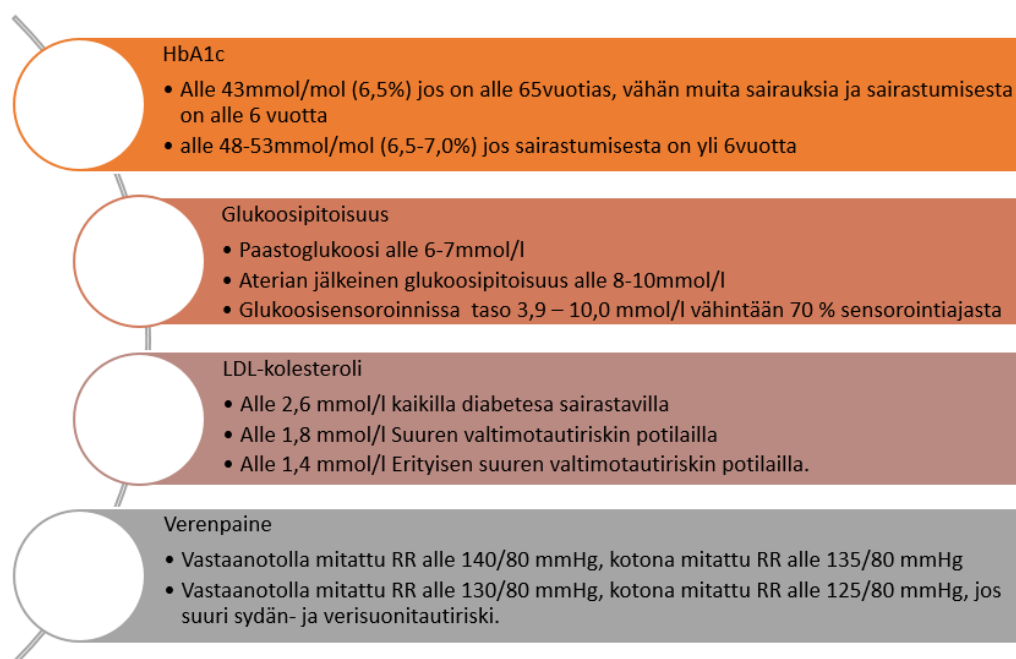 HbA1c
• Alle 43mmol/mol (6,5%) jos on alle 65vuotias, vähän muita sairauksia ja sairastumisesta
on alle 6 vuotta
• alle 48-53mmol/mol (6,5-7,0%) jos sairastumisesta on yli 6vuotta
Glukoosipitoisuus
• Paastoglukoosi alle 6-7mmol/l
• Aterian jälkeinen glukoosipitoisuus alle 8-10mmol/l
• Glukoosisensoroinnissa taso 3,9 – 10,0 mmol/l vähintään 70 % sensorointiajasta
LDL-kolesteroli
• Alle 2,6 mmol/l kaikilla diabetesa sairastavilla
• Alle 1,8 mmol/l Suuren valtimotautiriskin potilailla
• Alle 1,4 mmol/l Erityisen suuren valtimotautiriskin potilailla.
Verenpaine
• Vastaanotolla mitattu RR alle 140/80 mmHg, kotona mitattu RR alle 135/80 mmHg
• Vastaanotolla mitattu RR alle 130/80 mmHg, kotona mitattu RR alle 125/80 mmHg, jos
suuri sydän- ja verisuonitautiriski.